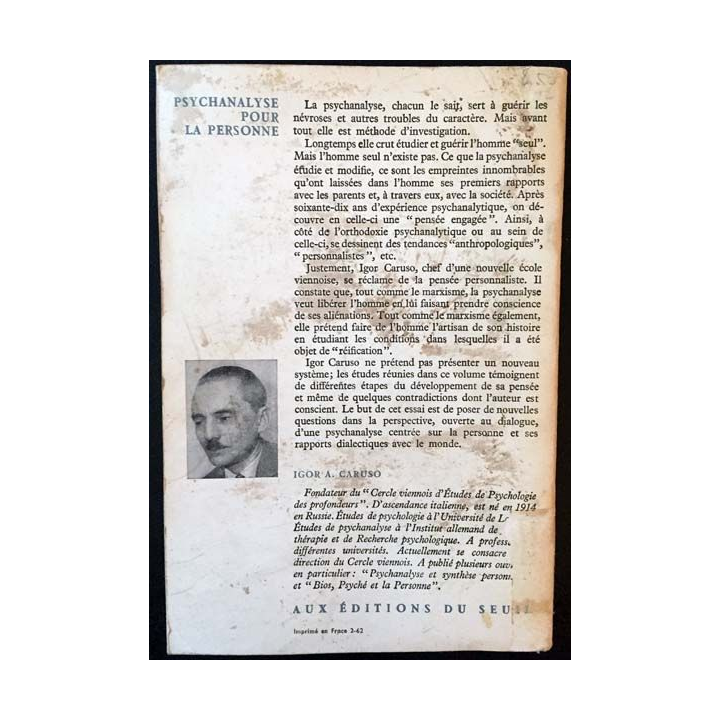 PSYCHANALYSE
POUR
LA PERSONNE
La psychanalyse, chacun le sait, sert à guérir les
névroses et autres troubles du caractère. Mais avant
tout elle est méthode d'investigation.
Longtemps elle crut étudier et guérir l'homme "seul".
Mais l'homme seul n'existe pas. Ce que la psychanalyse
étudie et modifie, ce sont les empreintes innombrables
qu'ont laissées dans l'homme ses premiers rapports
avec les parents et, à travers eux, avec la société. Après
soixante-dix ans d'expérience psychanalytique, on dé-
couvre en celle-ci une "pensée engagée". Ainsi, à
côté de l'orthodoxie psychanalytique ou au sein de
celle-ci, se dessinent des tendances "anthropologiques",
"personnalistes", etc.
Justement, Igor Caruso, chef d'une nouvelle école
viennoise, se réclame de la pensée personnaliste. Il
constate que, tout comme le marxisme, la psychanalyse
veut libérer l'homme en lui faisant prendre conscience
de ses aliénations. Tout comme le marxisme également,
elle prétend faire de l'homme l'artisan de son histoire
en étudiant les conditions dans lesquelles il a été
objet de "réification".
Igor Caruso ne prétend pas présenter un nouveau
système; les études réunies dans ce volume témoignent
de différentes étapes du développement de sa pensée
et même de quelques contradictions dont l'auteur est
conscient. Le but de cet essai est de poser de nouvelles
questions dans la perspective, ouverte au dialogue,
d'une psychanalyse centrée sur la personne et ses
rapports dialectiques avec le monde.
IGOR A. CARUSO
Fondateur du "Cercle viennois d'Études de Psychologie
des profondeurs". D'ascendance italienne, est né en 1914
en Russie. Études de psychologie à l'Université de L
Études de psychanalyse à l'Institut allemand de
thérapie et de Recherche psychologique. A profess
différentes universités. Actuellement se consacre
direction du Cercle viennois. A publié plusieurs ouv
en particulier : "Psychanalyse et synthèse person
et "Bios, Psyché et la Personne".
AUX ÉDITIONS DU SEUIL
Imprimé en France 2-62